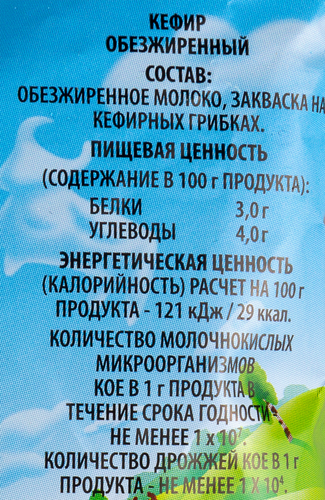 КЕФИР
ОБЕЗЖИРЕННЫЙ
СОСТАВ:
ОБЕЗЖИРЕННОЕ МОЛОКО, ЗАКВАСКА НА
КЕФИРНЫХ ГРИБКАХ.
ПИЩЕВАЯ ЦЕННОСТЬ
(СОДЕРЖАНИЕ В 100 г ПРОДУКТА):
БЕЛКИ 3,0 г
УГЛЕВОДЫ 4,0 г
ЭНЕРГЕТИЧЕСКАЯ ЦЕННОСТЬ
(КАЛОРИЙНОСТЬ) РАСЧЕТ НА 100 г
ПРОДУКТА - 121 кДж / 29 ккал.
КОЛИЧЕСТВО МОЛОЧНОКИСЛЫХ
МИКРООРГАНИЗМОВ
КОЕ В 1 г ПРОДУКТА В
ТЕЧЕНИЕ СРОКА ГОДНОСТИ
НЕ МЕНЕЕ 1 х 10⁷.
КОЛИЧЕСТВО ДРОЖЖЕЙ КОЕ В 1 г
ПРОДУКТА - НЕ МЕНЕЕ 1 Х 10⁴.